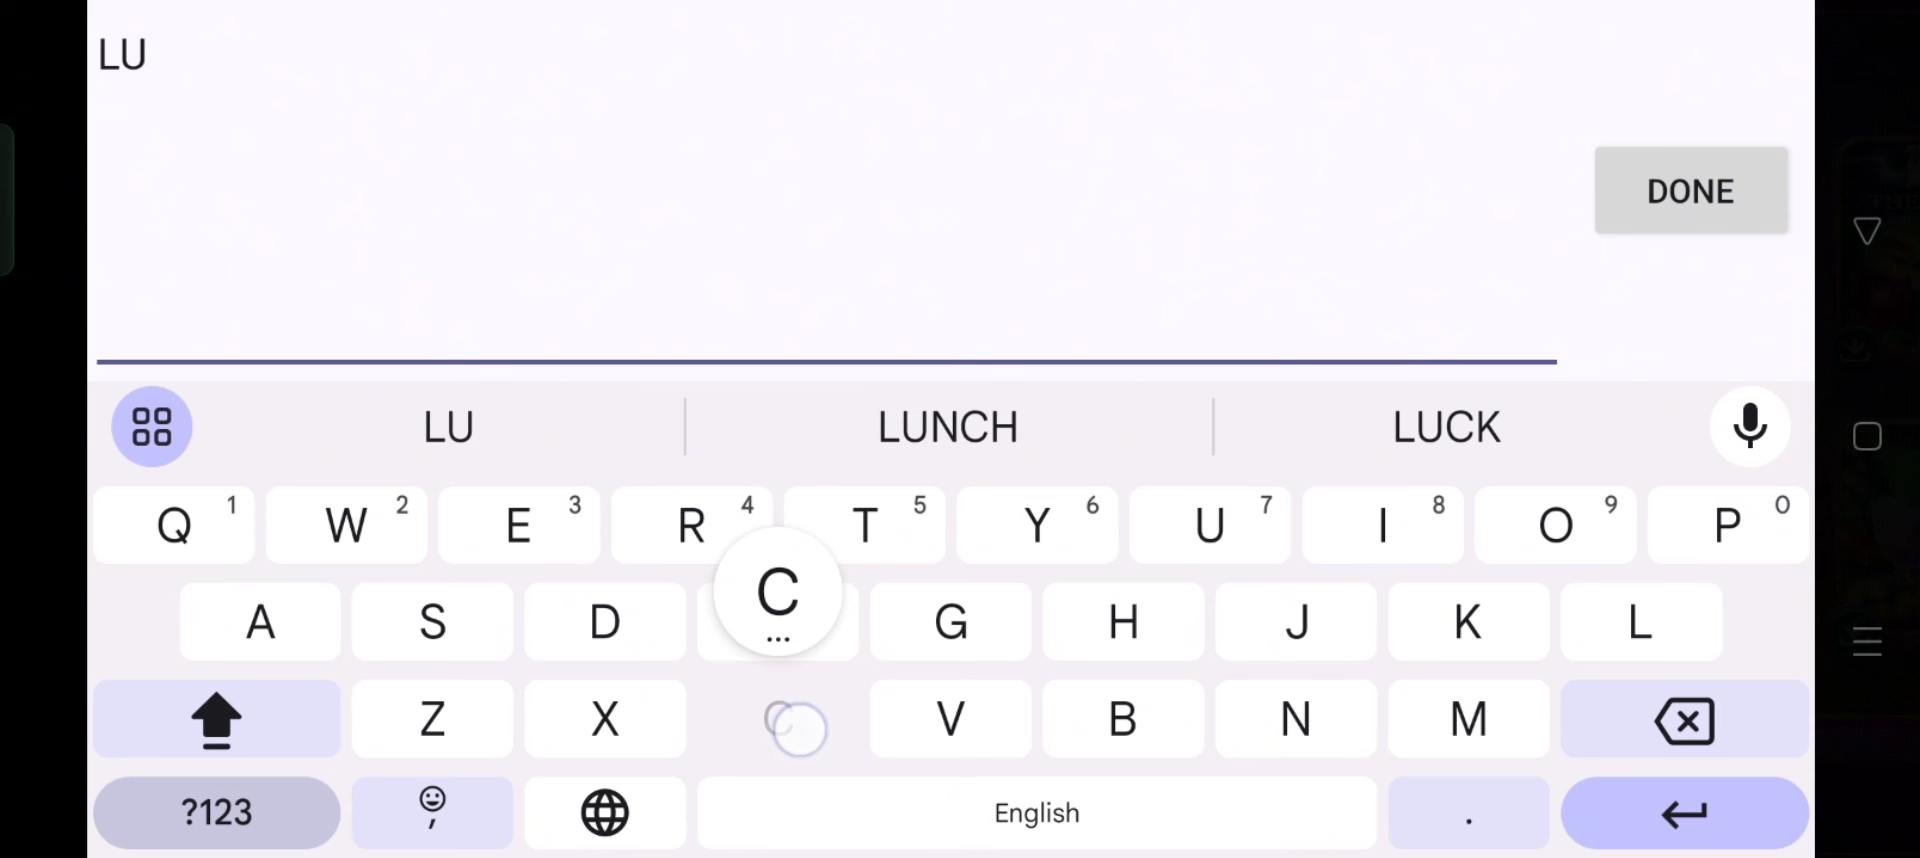 LU
DONE
LU LUNCH LUCK
Q 1 W 2 E 3 R 4 T 5 Y 6 U 7 I 8 O 9 P 0
C
...
A S D G H J K L
Z X C V B N M
?123 , English .